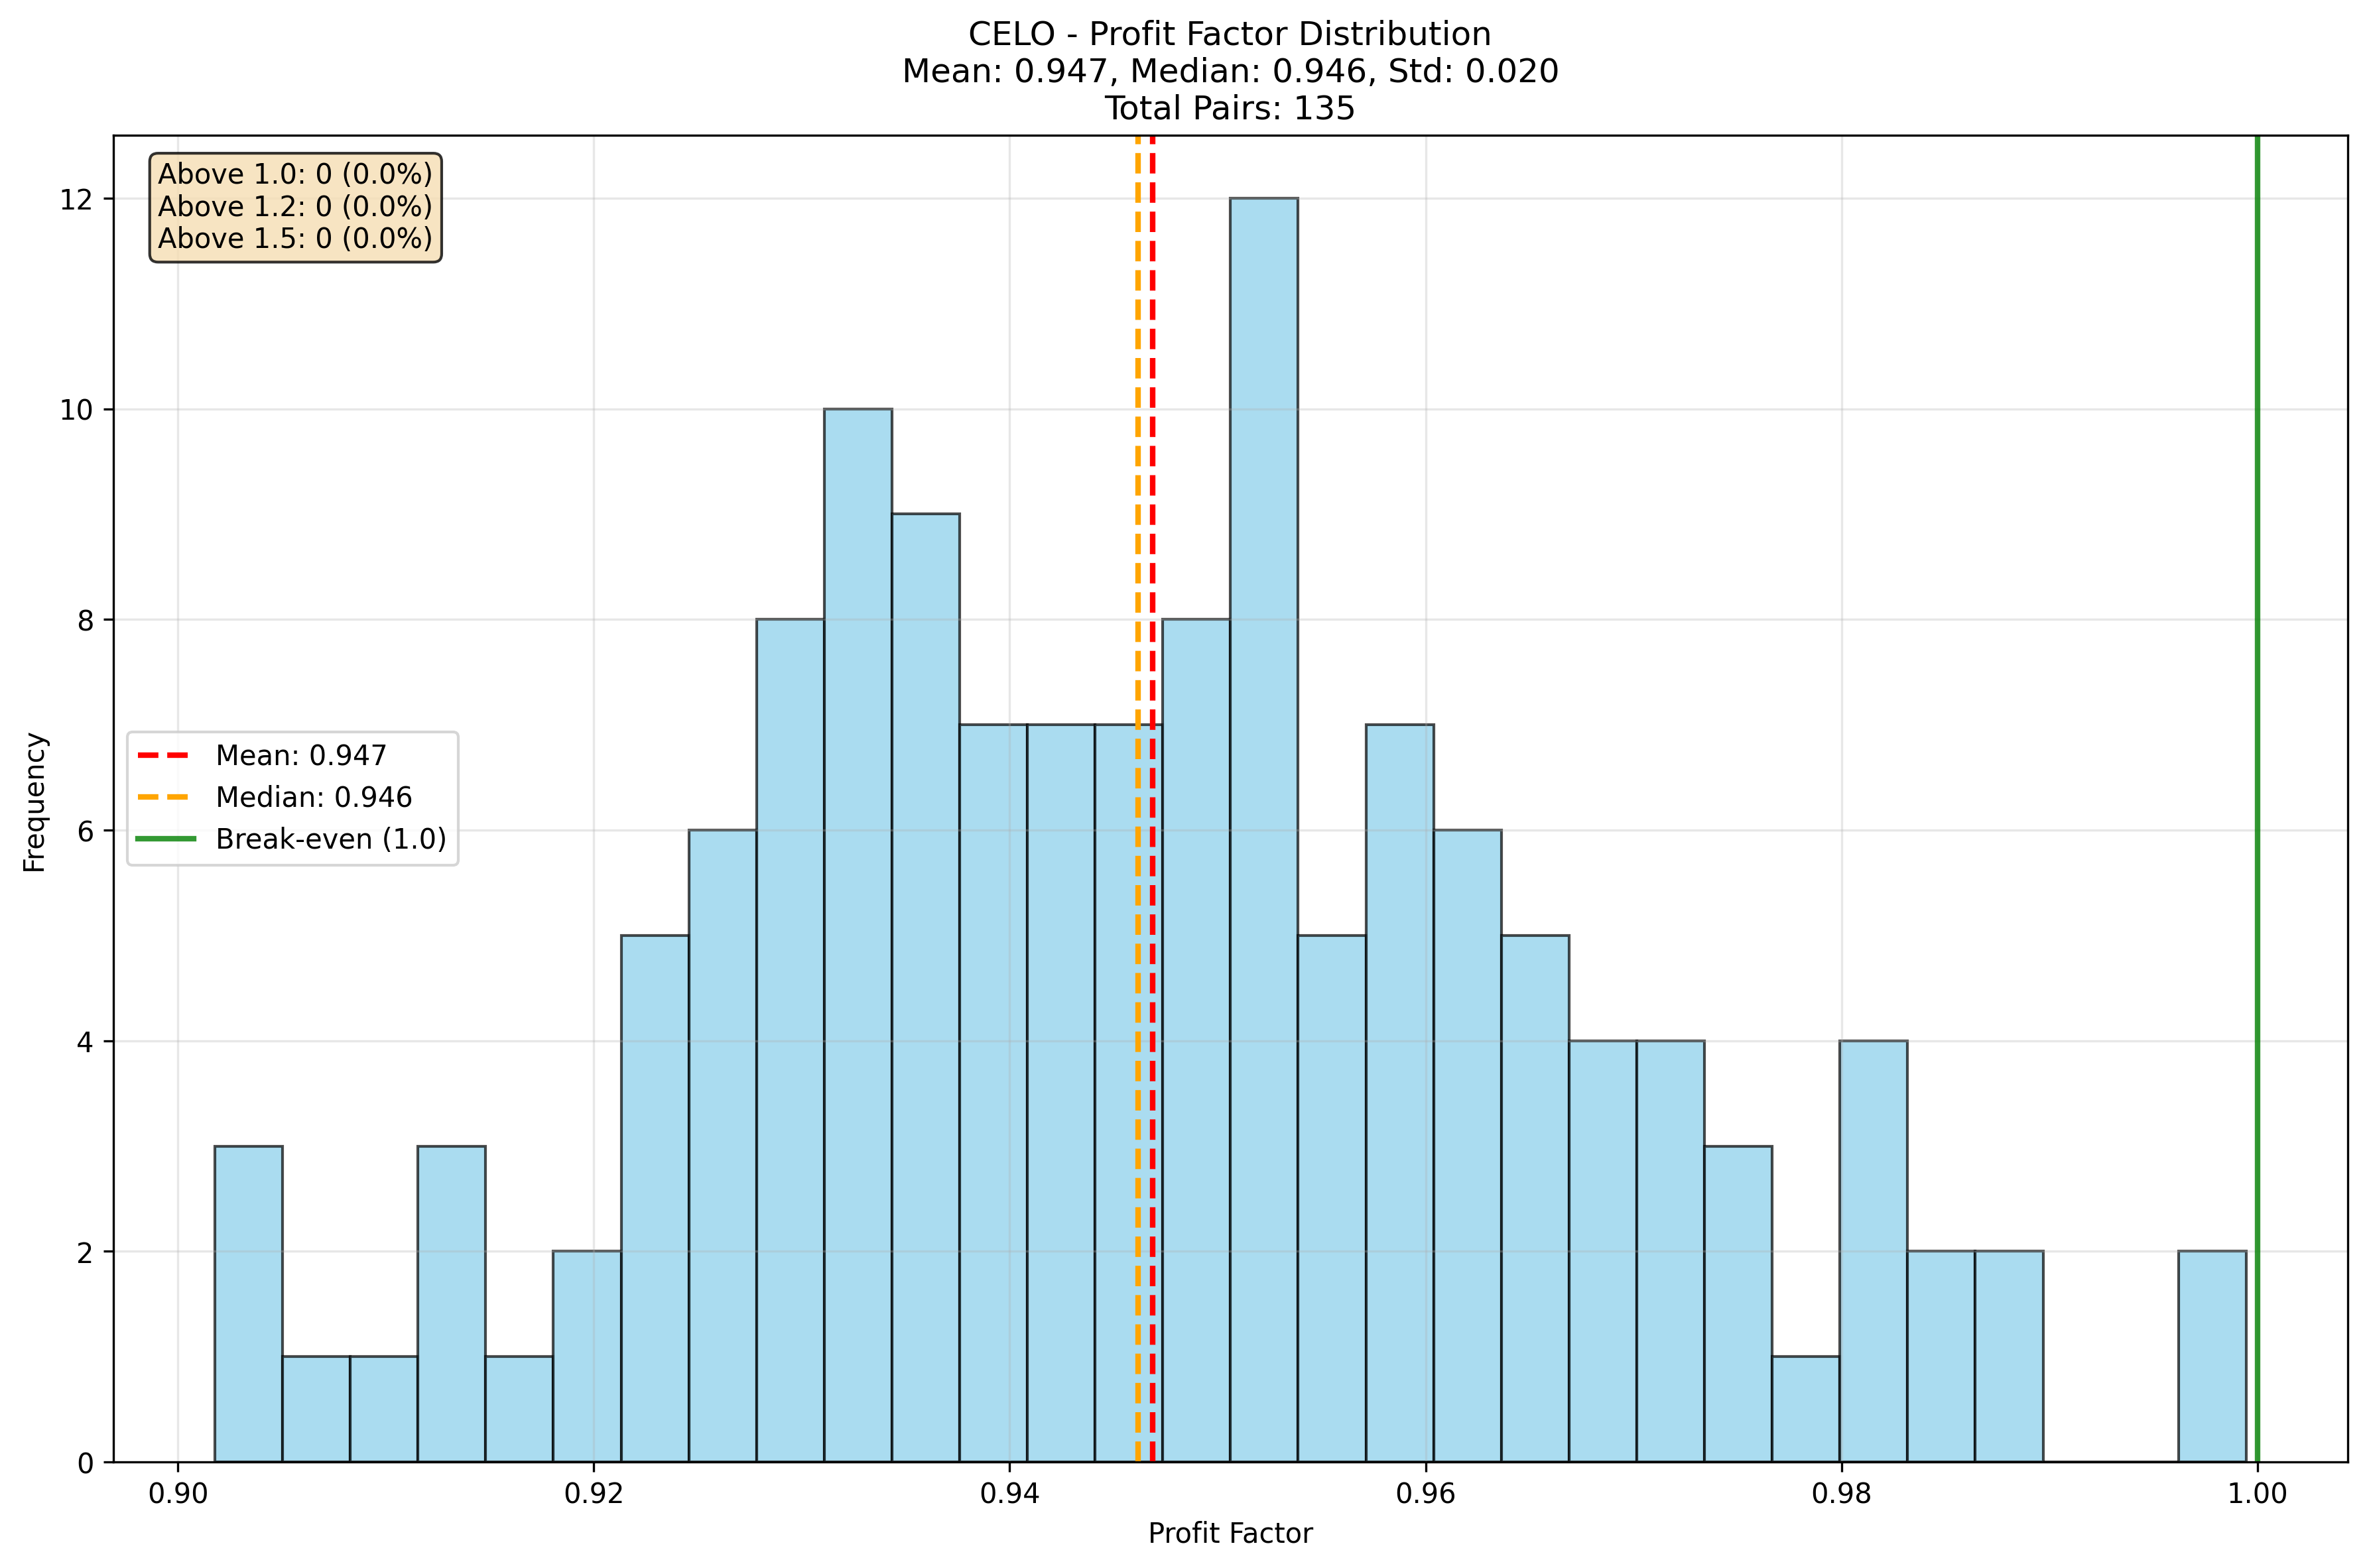 CELO - Profit Factor Distribution
Mean: 0.947, Median: 0.946, Std: 0.020
Total Pairs: 135
Above 1.0: 0 (0.0%)
Above 1.2: 0 (0.0%)
Above 1.5: 0 (0.0%)
12
10
8
6
4
2
0
Frequency
Mean: 0.947
Median: 0.946
Break-even (1.0)
0.90
0.92
0.94
0.96
0.98
1.00
Profit Factor